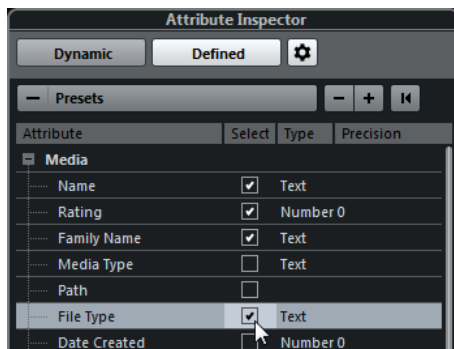 Attribute Inspector
Dynamic Defined
Presets
Attribute Select Type Precision
Media
Name Text
Rating Number 0
Family Name Text
Media Type Text
Path
File Type Text
Date Created Number 0